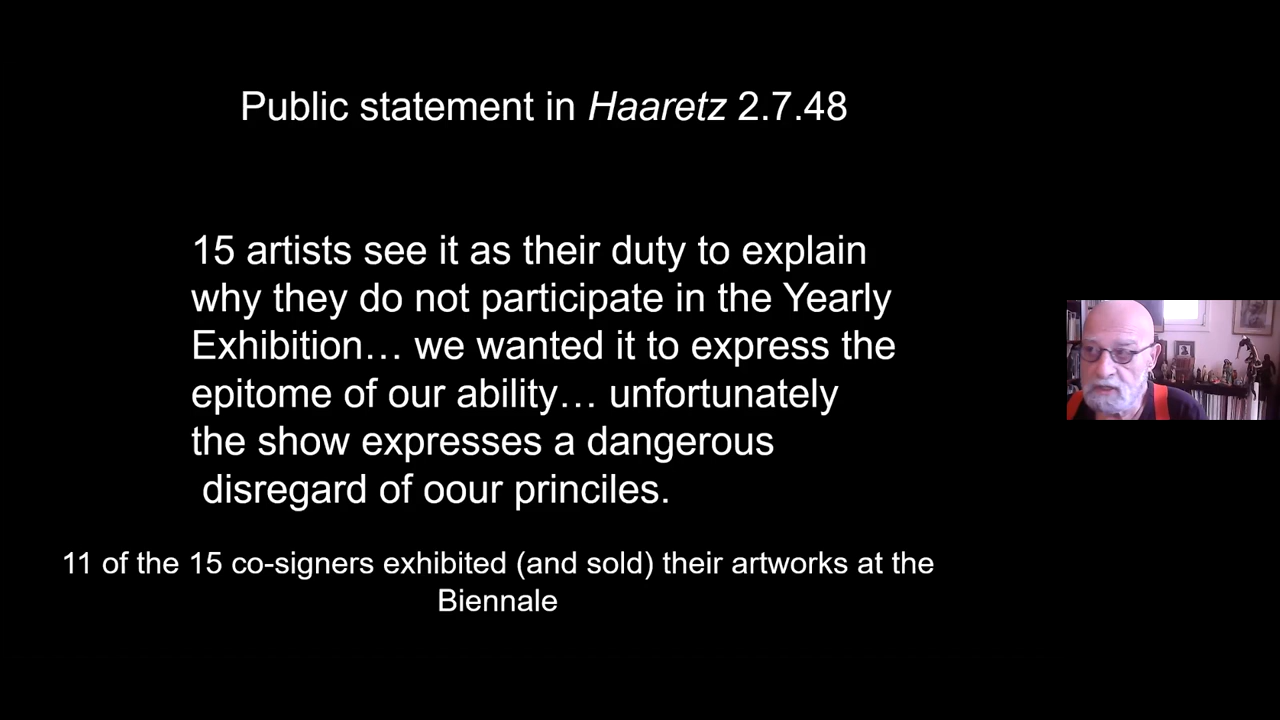 Public statement in Haaretz 2.7.48
15 artists see it as their duty to explain
why they do not participate in the Yearly
Exhibition… we wanted it to express the
epitome of our ability… unfortunately
the show expresses a dangerous
disregard of oour princiles.
11 of the 15 co-signers exhibited (and sold) their artworks at the
Biennale